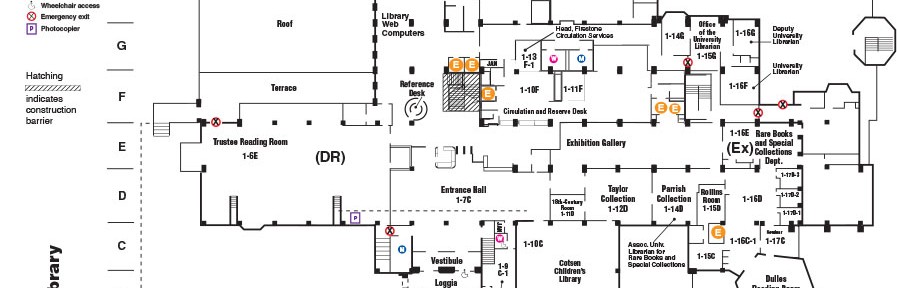 Wheelchair access
Emergency exit
P Photocopier
Hatching
indicates
construction
barrier
G
F
E
D
C
Roof
Terrace
Library
Web
Computers
Reference
Desk
E E JAN
E
Head, Firestone
Circulation Services
1-13
F-1
1-10F
1-11F
Circulation and Reserve Desk
1-14G
Office
of the
University
Librarian
1-15G
1-15G
Deputy
University
Librarian
University
Librarian
1-16F
E E
Trustee Reading Room
1-6E
(DR)
Exhibition Gallery
1-16E
(Ex)
Rare Books
and Special
Collections
Dept.
Entrance Hall
1-7C
18th-Century
Room
1-11D
Taylor
Collection
1-12D
Parrish
Collection
1-14D
Rollins
Room
1-15D
1-16D
1-17D-3
1-17D-2
1-17D-1
P
E
Assoc. Univ.
Librarian for
Rare Books and
Special Collections
1-15C
1-16C-1
1-17C
Vestibule
Loggia
1-9
C-1
1-10C
Cotsen
Children's
Library
Dulles